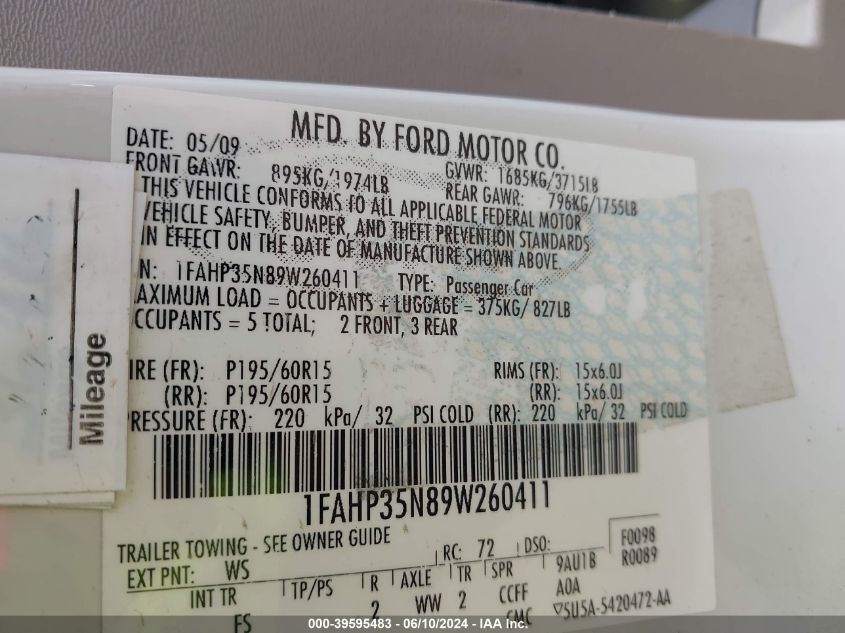 MFD. BY FORD MOTOR CO.
DATE: 05/09
GVWR: 1685KG/3715LB
FRONT GAWR: 895KG/1974LB
REAR GAWR: 796KG/1755LB
THIS VEHICLE CONFORMS TO ALL APPLICABLE FEDERAL MOTOR
VEHICLE SAFETY, BUMPER, AND THEFT PREVENTION STANDARDS
IN EFFECT ON THE DATE OF MANUFACTURE SHOWN ABOVE.
N: 1FAHP35N89W260411 TYPE: Passenger Car
AXIMUM LOAD = OCCUPANTS + LUGGAGE = 375KG/ 827LB
CCUPANTS = 5 TOTAL; 2 FRONT, 3 REAR
IRE (FR): P195/60R15 RIMS (FR): 15x6.0J
(RR): P195/60R15 (RR): 15x6.0J
PRESSURE (FR): 220 kPa/ 32 PSI COLD (RR): 220 kPa/ 32 PSI COLD
1FAHP35N89W260411
TRAILER TOWING - SEE OWNER GUIDE
F0098
EXT PNT: WS RC: 72 DSO: R0089
INT TR TP/PS R AXLE TR SPR 9AU1B
FS 2 WW 2 CCFF A0A
CMC 5U5A-5420472-AA
Mileage
000-39595483 - 06/10/2024 - IAA Inc.